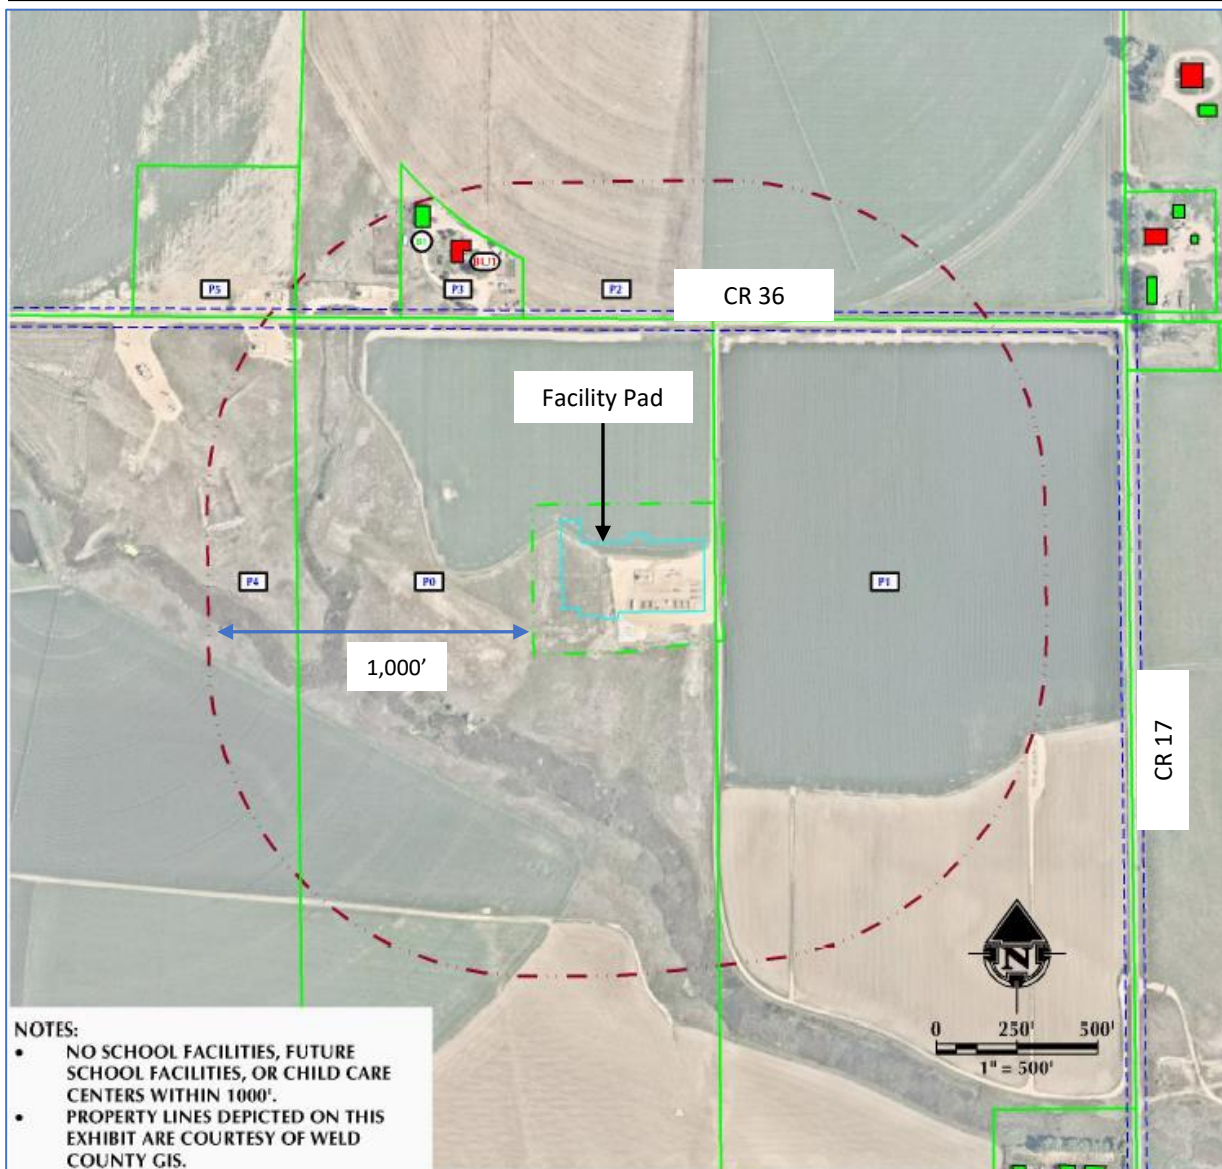 P5
P3
P2
CR 36
Facility Pad
P4
P0
P1
1,000’
CR 17
N
0 250' 500'
1" = 500'
NOTES:
• NO SCHOOL FACILITIES, FUTURE
SCHOOL FACILITIES, OR CHILD CARE
CENTERS WITHIN 1000'.
• PROPERTY LINES DEPICTED ON THIS
EXHIBIT ARE COURTESY OF WELD
COUNTY GIS.